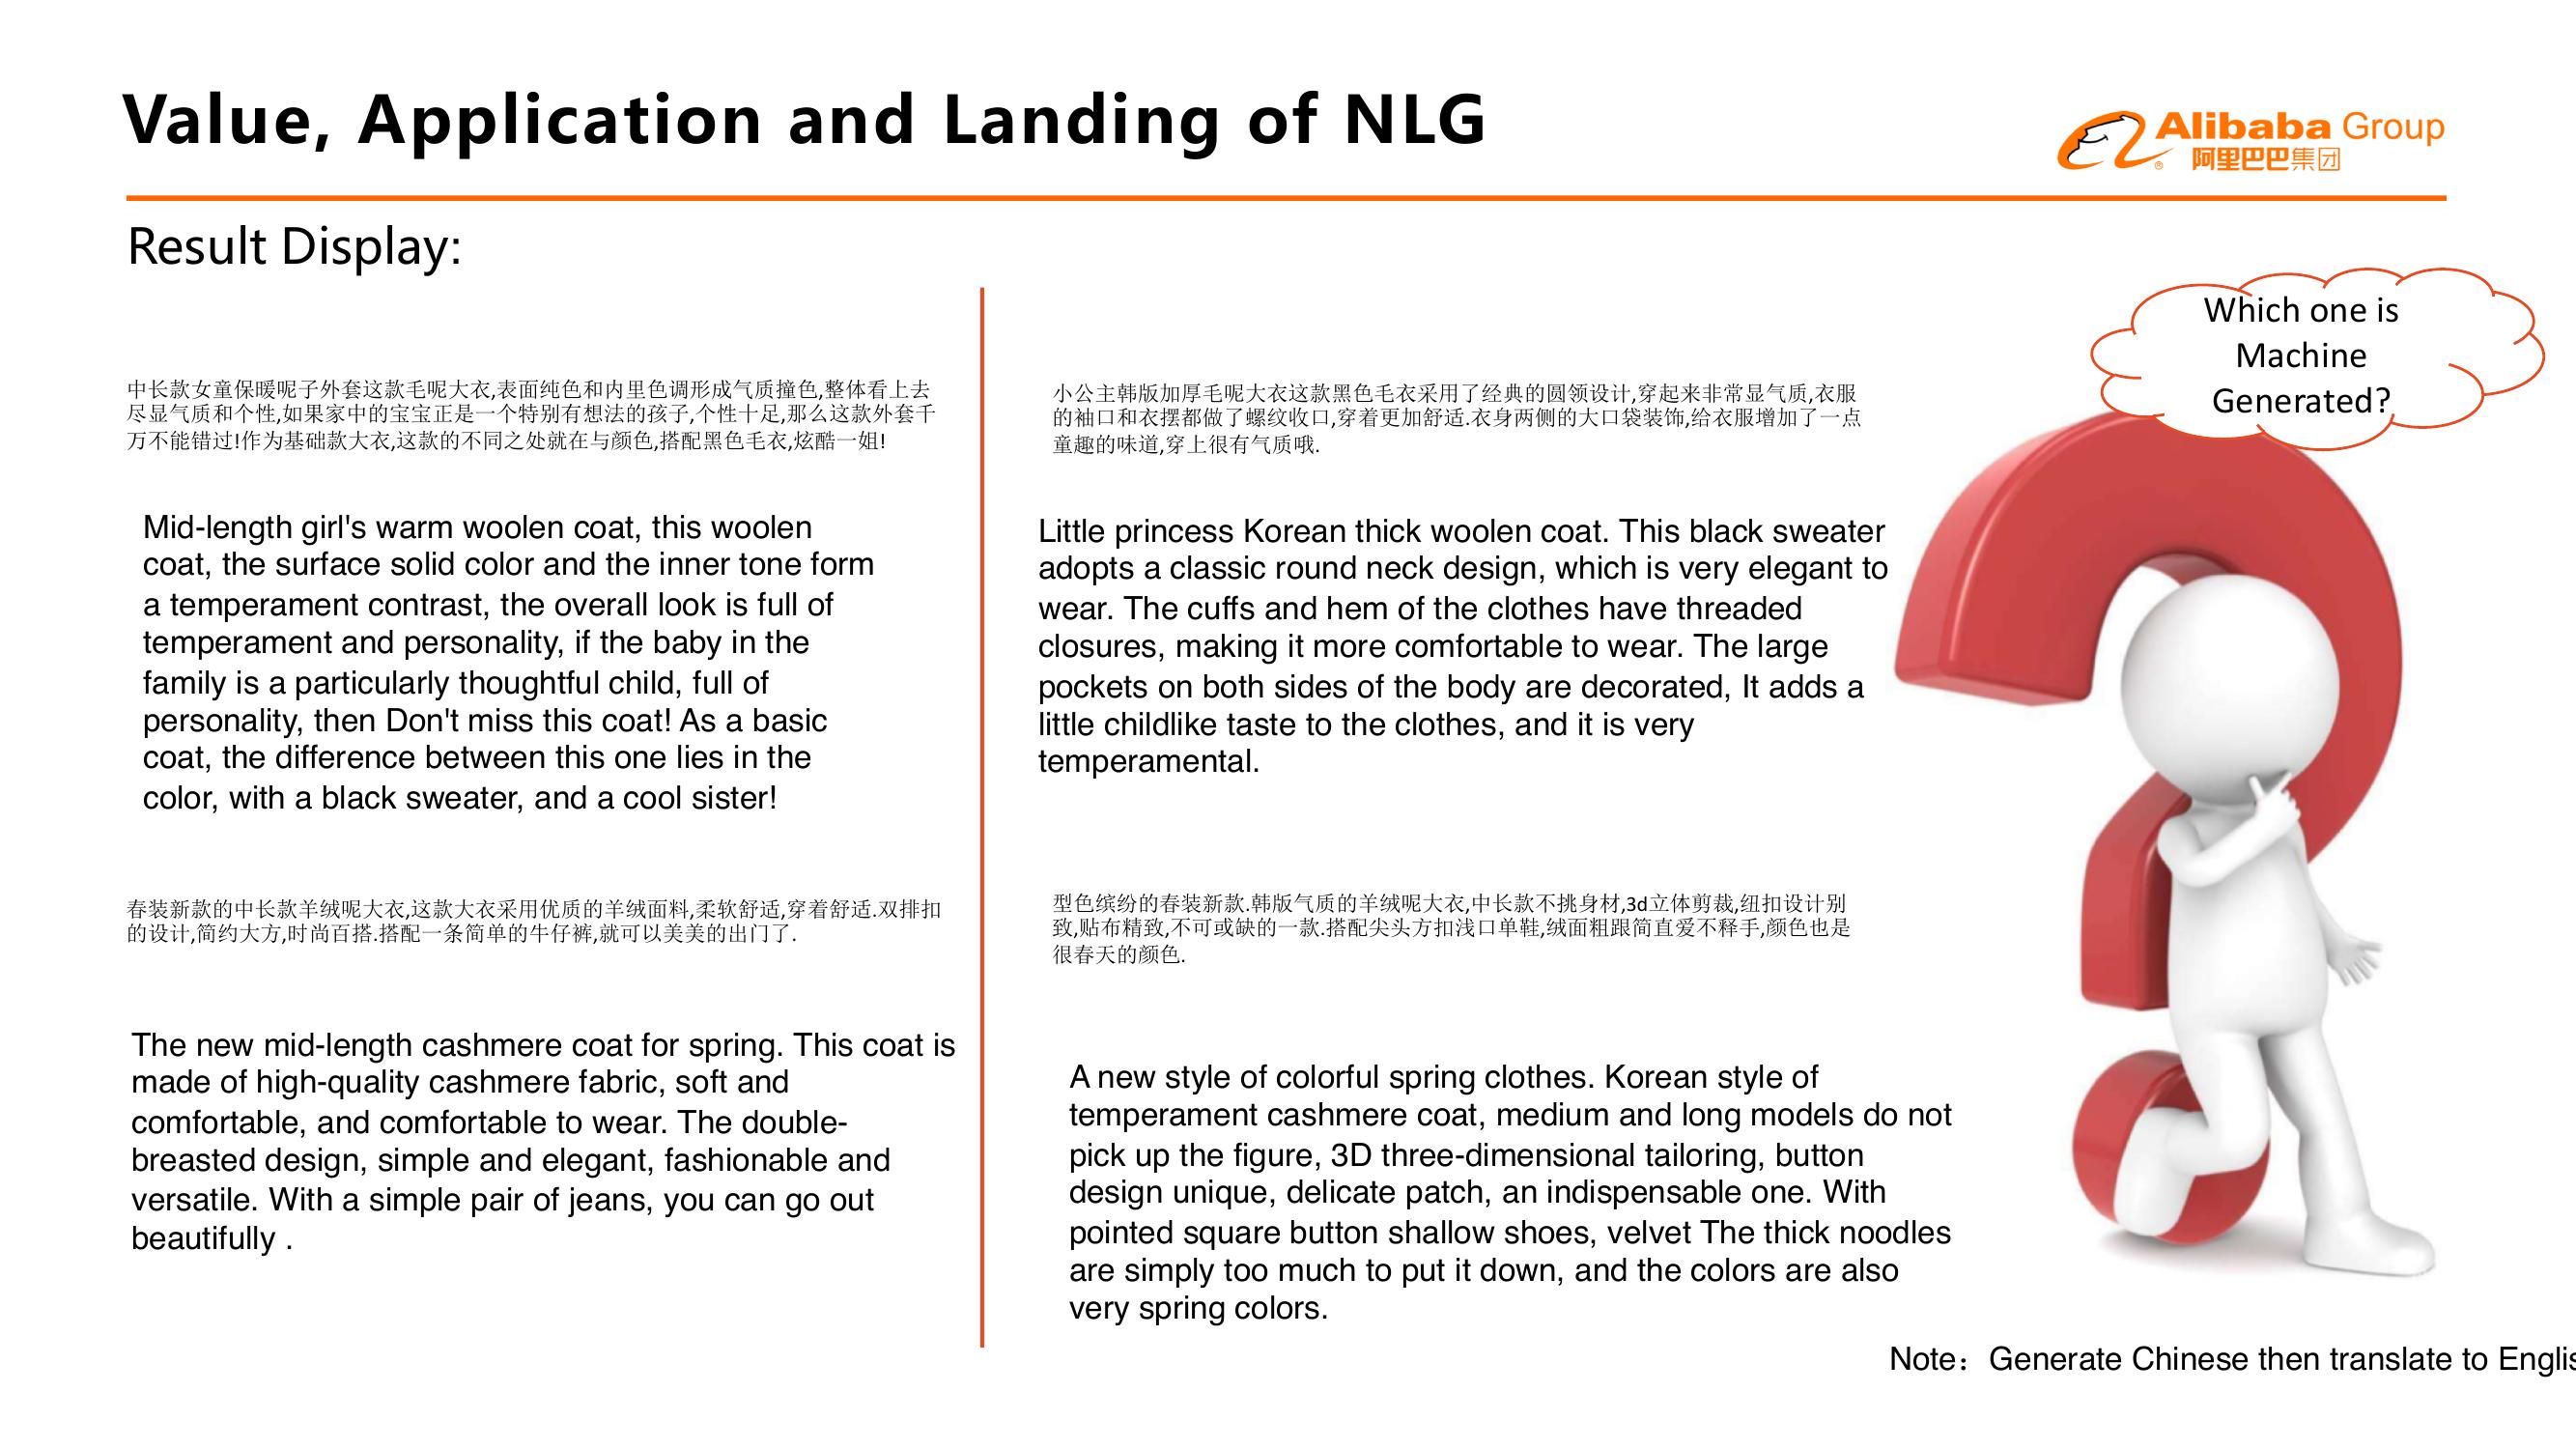 Value, Application and Landing of NLG
Alibaba Group
阿里巴巴集团
Result Display:
中长款女童保暖呢子外套这款毛呢大衣,表面纯色和内里色调形成气质撞色,整体看上去
尽显气质和个性,如果家中的宝宝正是一个特别有想法的孩子,个性十足,那么这款外套千
万不能错过!作为基础款大衣,这款的不同之处就在与颜色,搭配黑色毛衣,炫酷一姐!
Mid-length girl's warm woolen coat, this woolen
coat, the surface solid color and the inner tone form
a temperament contrast, the overall look is full of
temperament and personality, if the baby in the
family is a particularly thoughtful child, full of
personality, then Don't miss this coat! As a basic
coat, the difference between this one lies in the
color, with a black sweater, and a cool sister!
春装新款的中长款羊绒呢大衣,这款大衣采用优质的羊绒面料,柔软舒适,穿着舒适.双排扣
的设计,简约大方,时尚百搭.搭配一条简单的牛仔裤,就可以美美的出门了.
The new mid-length cashmere coat for spring. This coat is
made of high-quality cashmere fabric, soft and
comfortable, and comfortable to wear. The double-
breasted design, simple and elegant, fashionable and
versatile. With a simple pair of jeans, you can go out
beautifully .
小公主韩版加厚毛呢大衣这款黑色毛衣采用了经典的圆领设计,穿起来非常显气质,衣服
的袖口和衣摆都做了螺纹收口,穿着更加舒适.衣身两侧的大口袋装饰,给衣服增加了一点
童趣的味道,穿上很有气质哦.
Little princess Korean thick woolen coat. This black sweater
adopts a classic round neck design, which is very elegant to
wear. The cuffs and hem of the clothes have threaded
closures, making it more comfortable to wear. The large
pockets on both sides of the body are decorated, It adds a
little childlike taste to the clothes, and it is very
temperamental.
型色缤纷的春装新款.韩版气质的羊绒呢大衣,中长款不挑身材,3d立体剪裁,纽扣设计别
致,贴布精致,不可或缺的一款.搭配尖头方扣浅口单鞋,绒面粗跟简直爱不释手,颜色也是
很春天的颜色.
A new style of colorful spring clothes. Korean style of
temperament cashmere coat, medium and long models do not
pick up the figure, 3D three-dimensional tailoring, button
design unique, delicate patch, an indispensable one. With
pointed square button shallow shoes, velvet The thick noodles
are simply too much to put it down, and the colors are also
very spring colors.
Which one is
Machine
Generated?
Note：Generate Chinese then translate to Englis